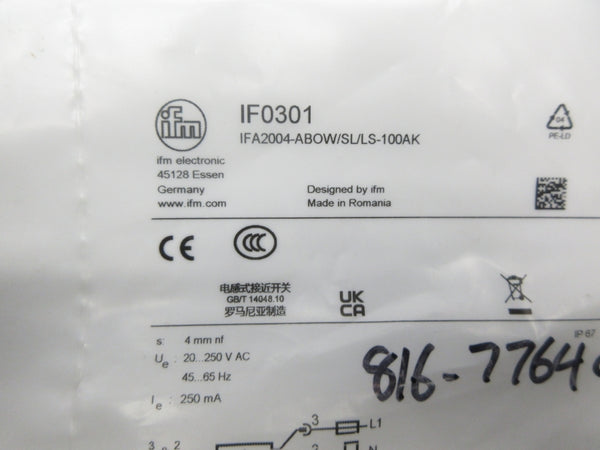 ifm
IF0301
IFA2004-ABOW/SL/LS-100AK
04
PE-LD
ifm electronic
45128 Essen
Germany
www.ifm.com
Designed by ifm
Made in Romania
CE
CCC
电感式接近开关
GB/T 14048.10
罗马尼亚制造
UK
CA
s: 4 mm nf
Ue : 20...250 V AC
45...65 Hz
Ie : 250 mA
IP 67
816-7764
3 L1
3 2
2 N